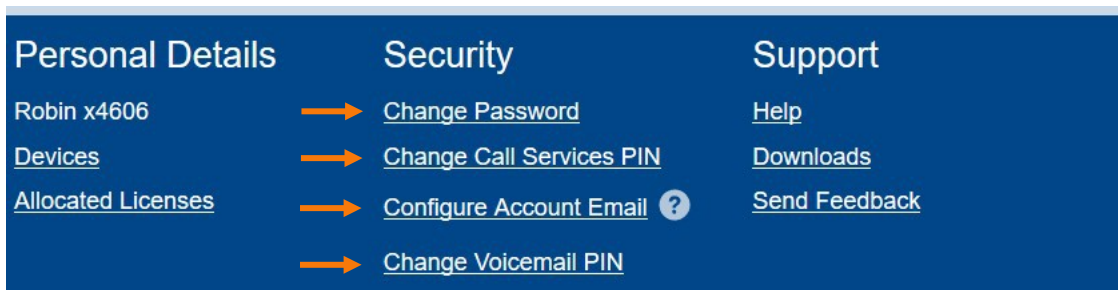 Personal Details
Robin x4606
Devices
Allocated Licenses
Security
Change Password
Change Call Services PIN
Configure Account Email ?
Change Voicemail PIN
Support
Help
Downloads
Send Feedback